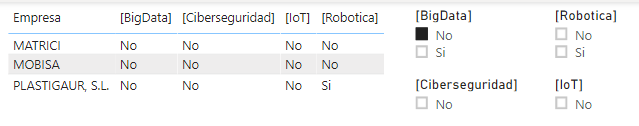 Empresa [BigData] [Ciberseguridad] [IoT] [Robotica]
MATRICI No No No No
MOBISA No No No No
PLASTIGAUR, S.L. No No No Si
[BigData] [Robotica]
No No
Si Si
[Ciberseguridad] [IoT]
No No